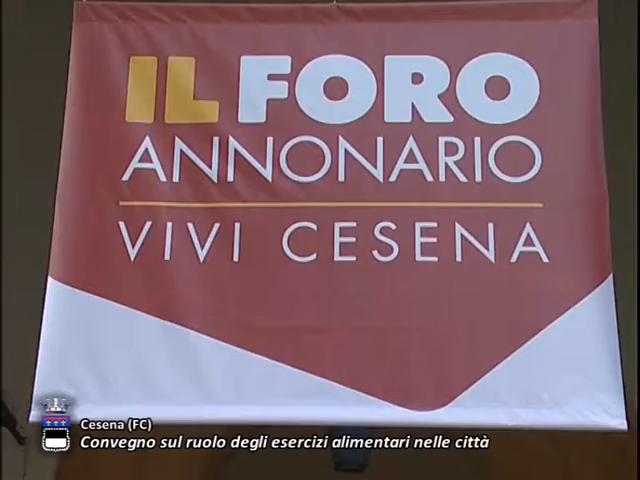 IL FORO
ANNONARIO
VIVI CESENA
Cesena (FC)
Convegno sul ruolo degli esercizi alimentari nelle città